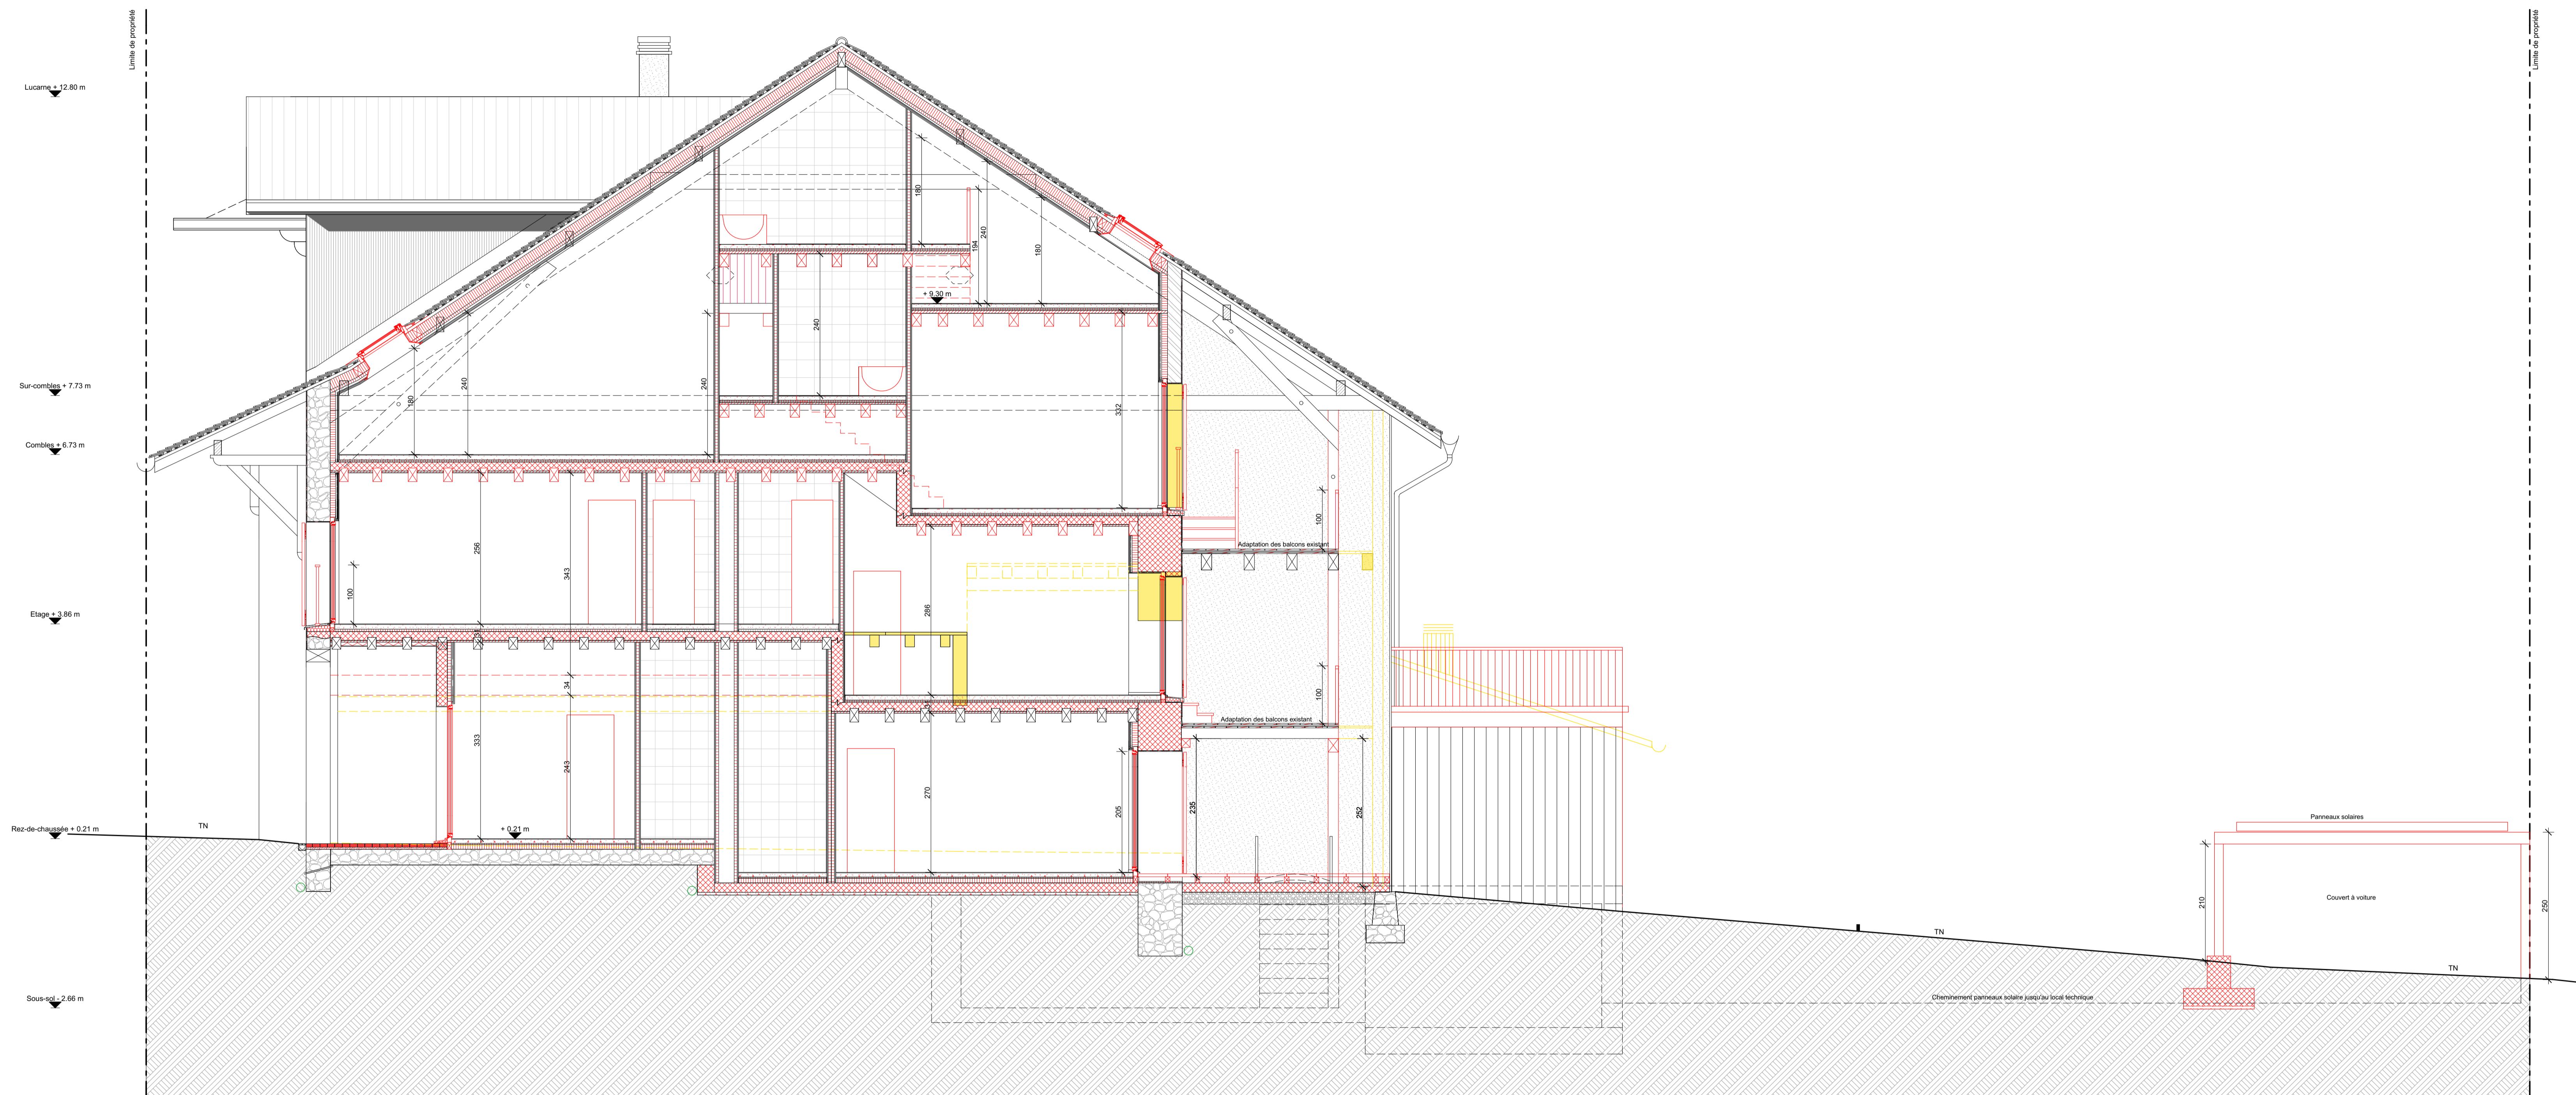 Limite de propriété
Limite de propriété
Lucarne + 12.80 m
180
194
240
180
+ 9.30 m
240
240
240
180
Sur-combles + 7.73 m
332
Combles + 6.73 m
100
Adaptation des balcons existant
256
343
100
286
Etage + 3.86 m
31
34
31
100
Adaptation des balcons existant
333
243
270
205
235
252
Rez-de-chaussée + 0.21 m
TN
+ 0.21 m
Panneaux solaires
210
Couvert à voiture
250
TN
TN
Sous-sol - 2.66 m
Cheminement panneaux solaire jusqu'au local technique